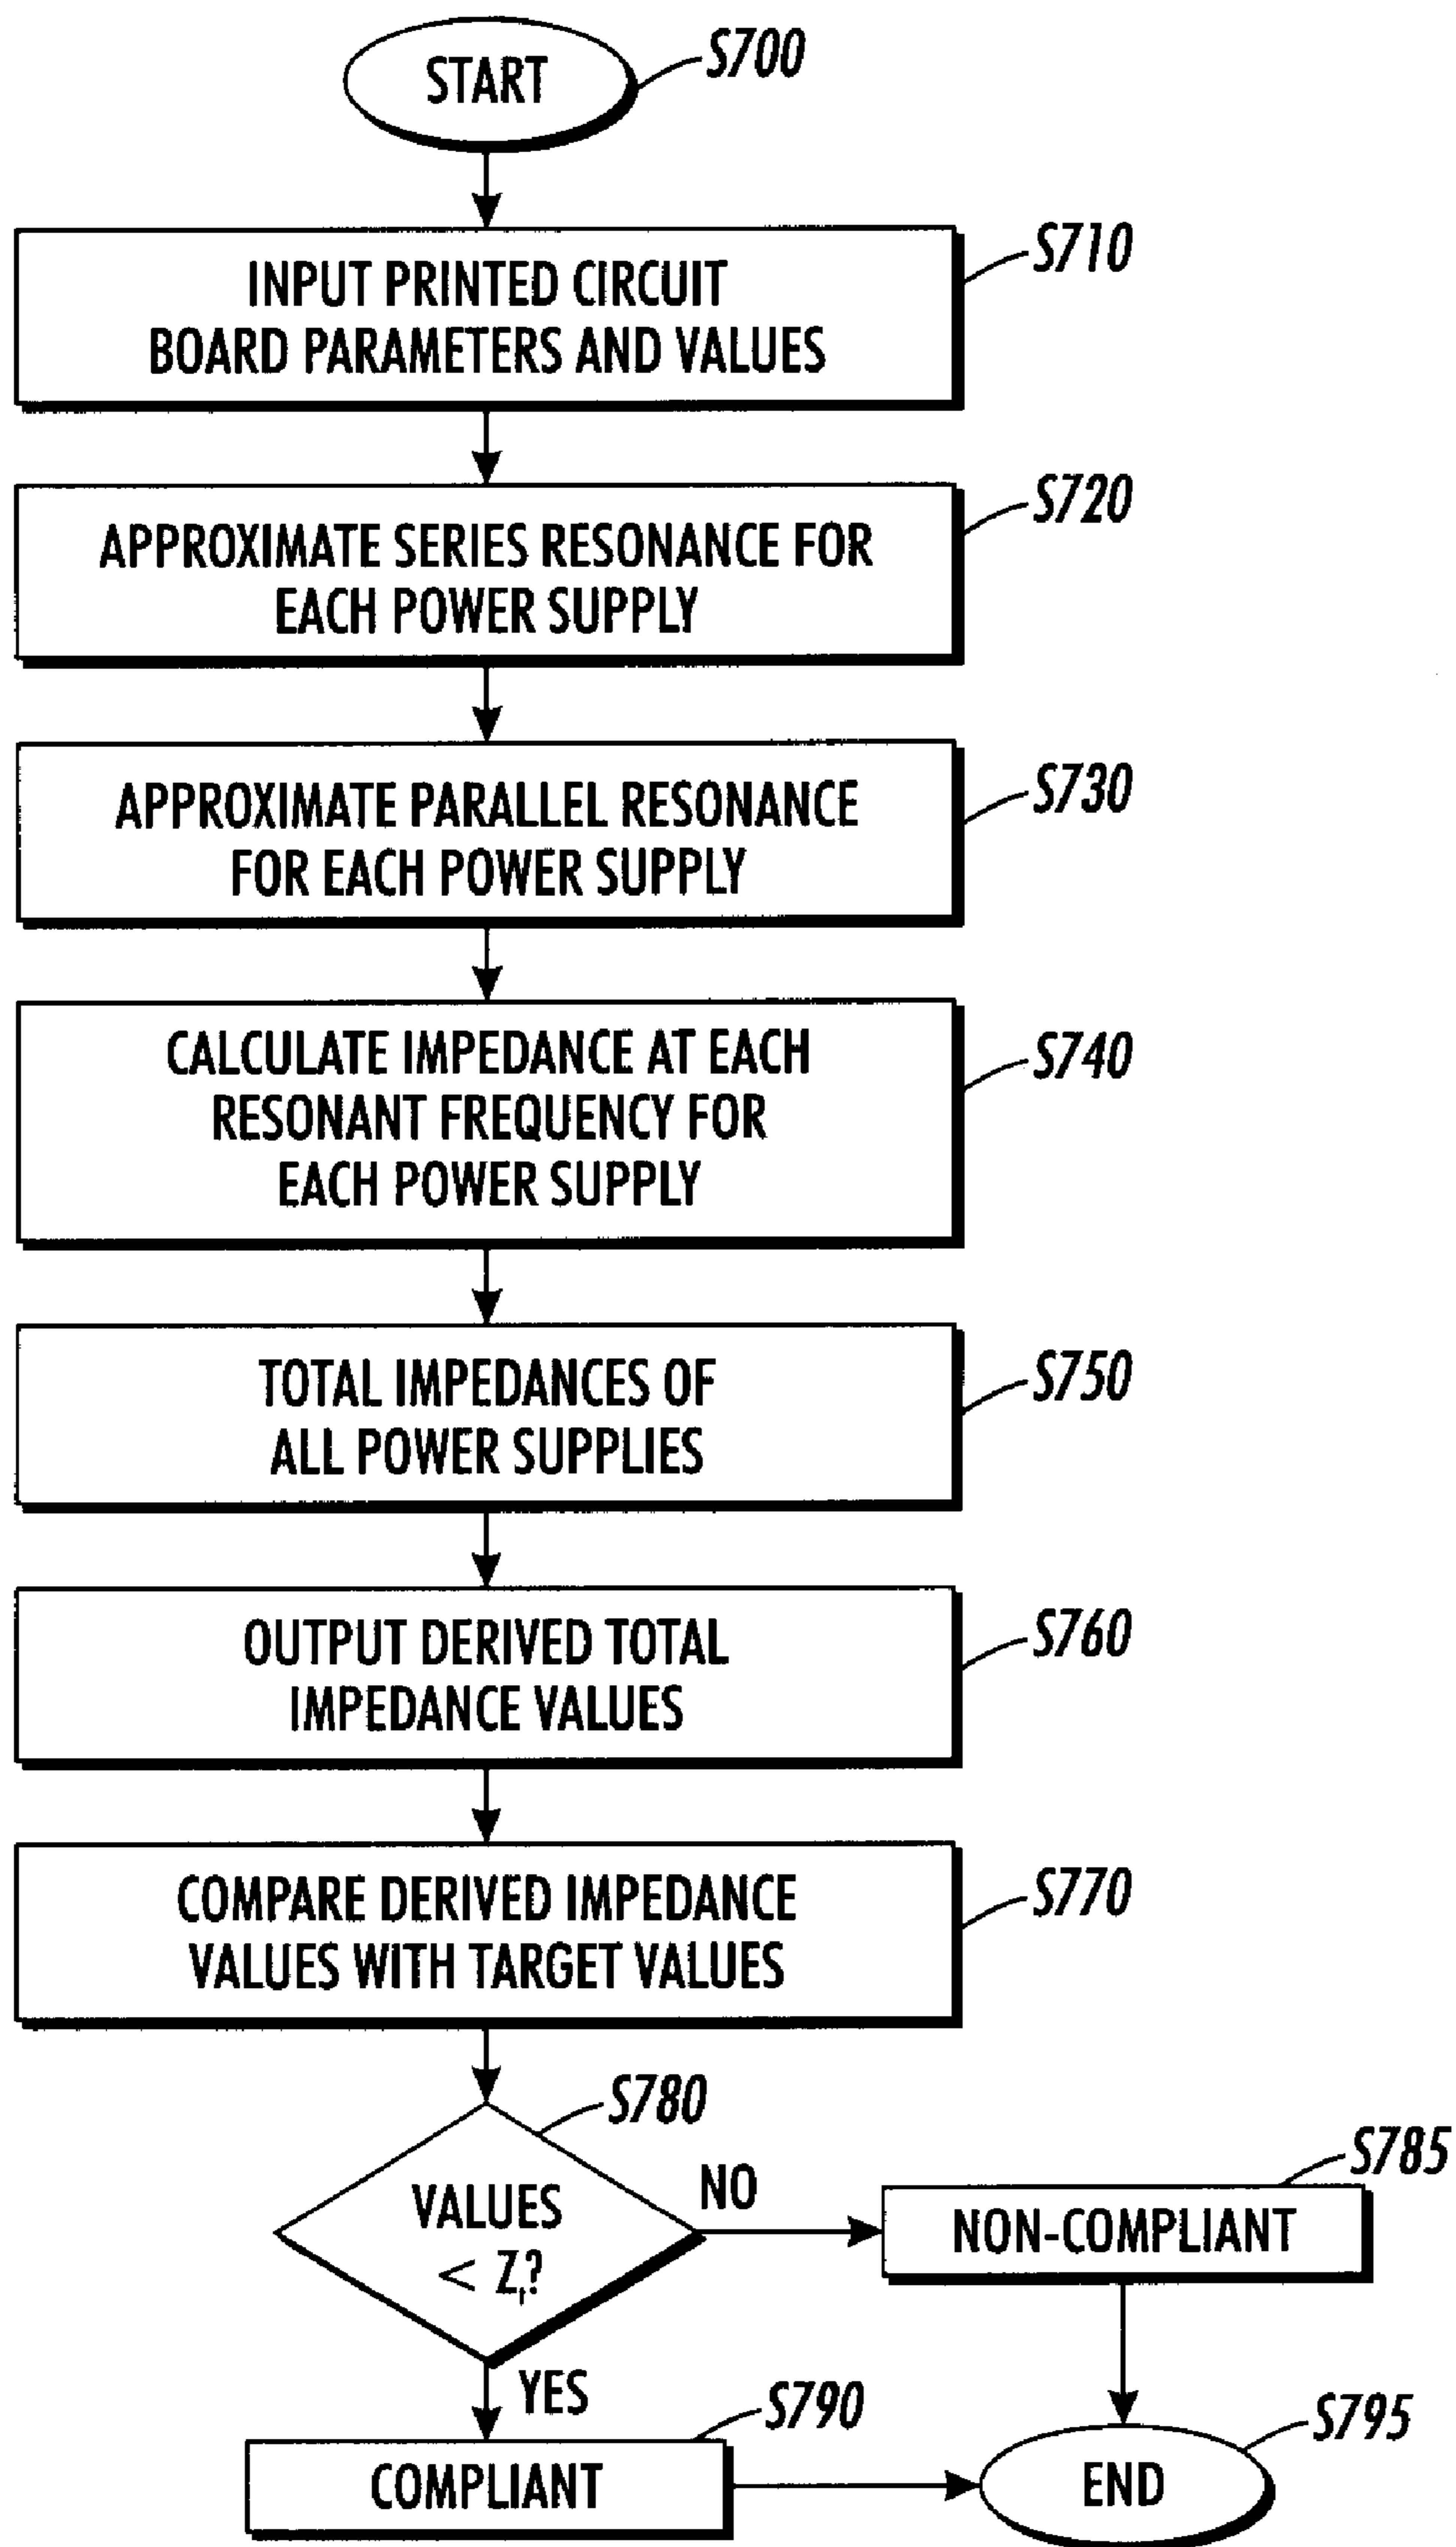 START
S700
INPUT PRINTED CIRCUIT
BOARD PARAMETERS AND VALUES
S710
APPROXIMATE SERIES RESONANCE FOR
EACH POWER SUPPLY
S720
APPROXIMATE PARALLEL RESONANCE
FOR EACH POWER SUPPLY
S730
CALCULATE IMPEDANCE AT EACH
RESONANT FREQUENCY FOR
EACH POWER SUPPLY
S740
TOTAL IMPEDANCES OF
ALL POWER SUPPLIES
S750
OUTPUT DERIVED TOTAL
IMPEDANCE VALUES
S760
COMPARE DERIVED IMPEDANCE
VALUES WITH TARGET VALUES
S770
S780
VALUES
< Zt?
NO
S785
NON-COMPLIANT
YES
S790
COMPLIANT
S795
END